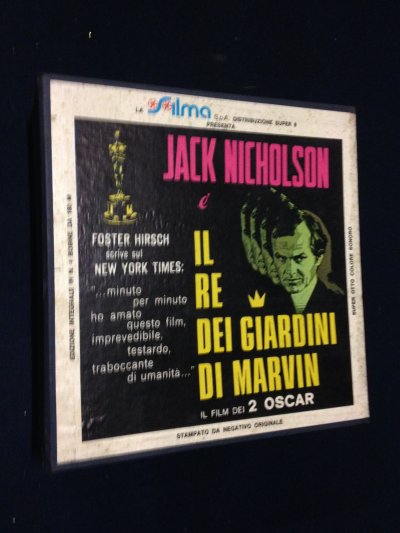 LA Silma S.p.A. DISTRIBUZIONE SUPER 8
PRESENTA
JACK NICHOLSON
è
IL
RE
DEI GIARDINI
DI MARVIN
FOSTER HIRSCH
scrive sul
NEW YORK TIMES:
"...minuto
per minuto
ho amato
questo film,
imprevedibile,
testardo,
traboccante
di umanità..."
IL FILM DEI 2 OSCAR
STAMPATO DA NEGATIVO ORIGINALE
EDIZIONE INTEGRALE
SUPER OTTO COLORE SONORO